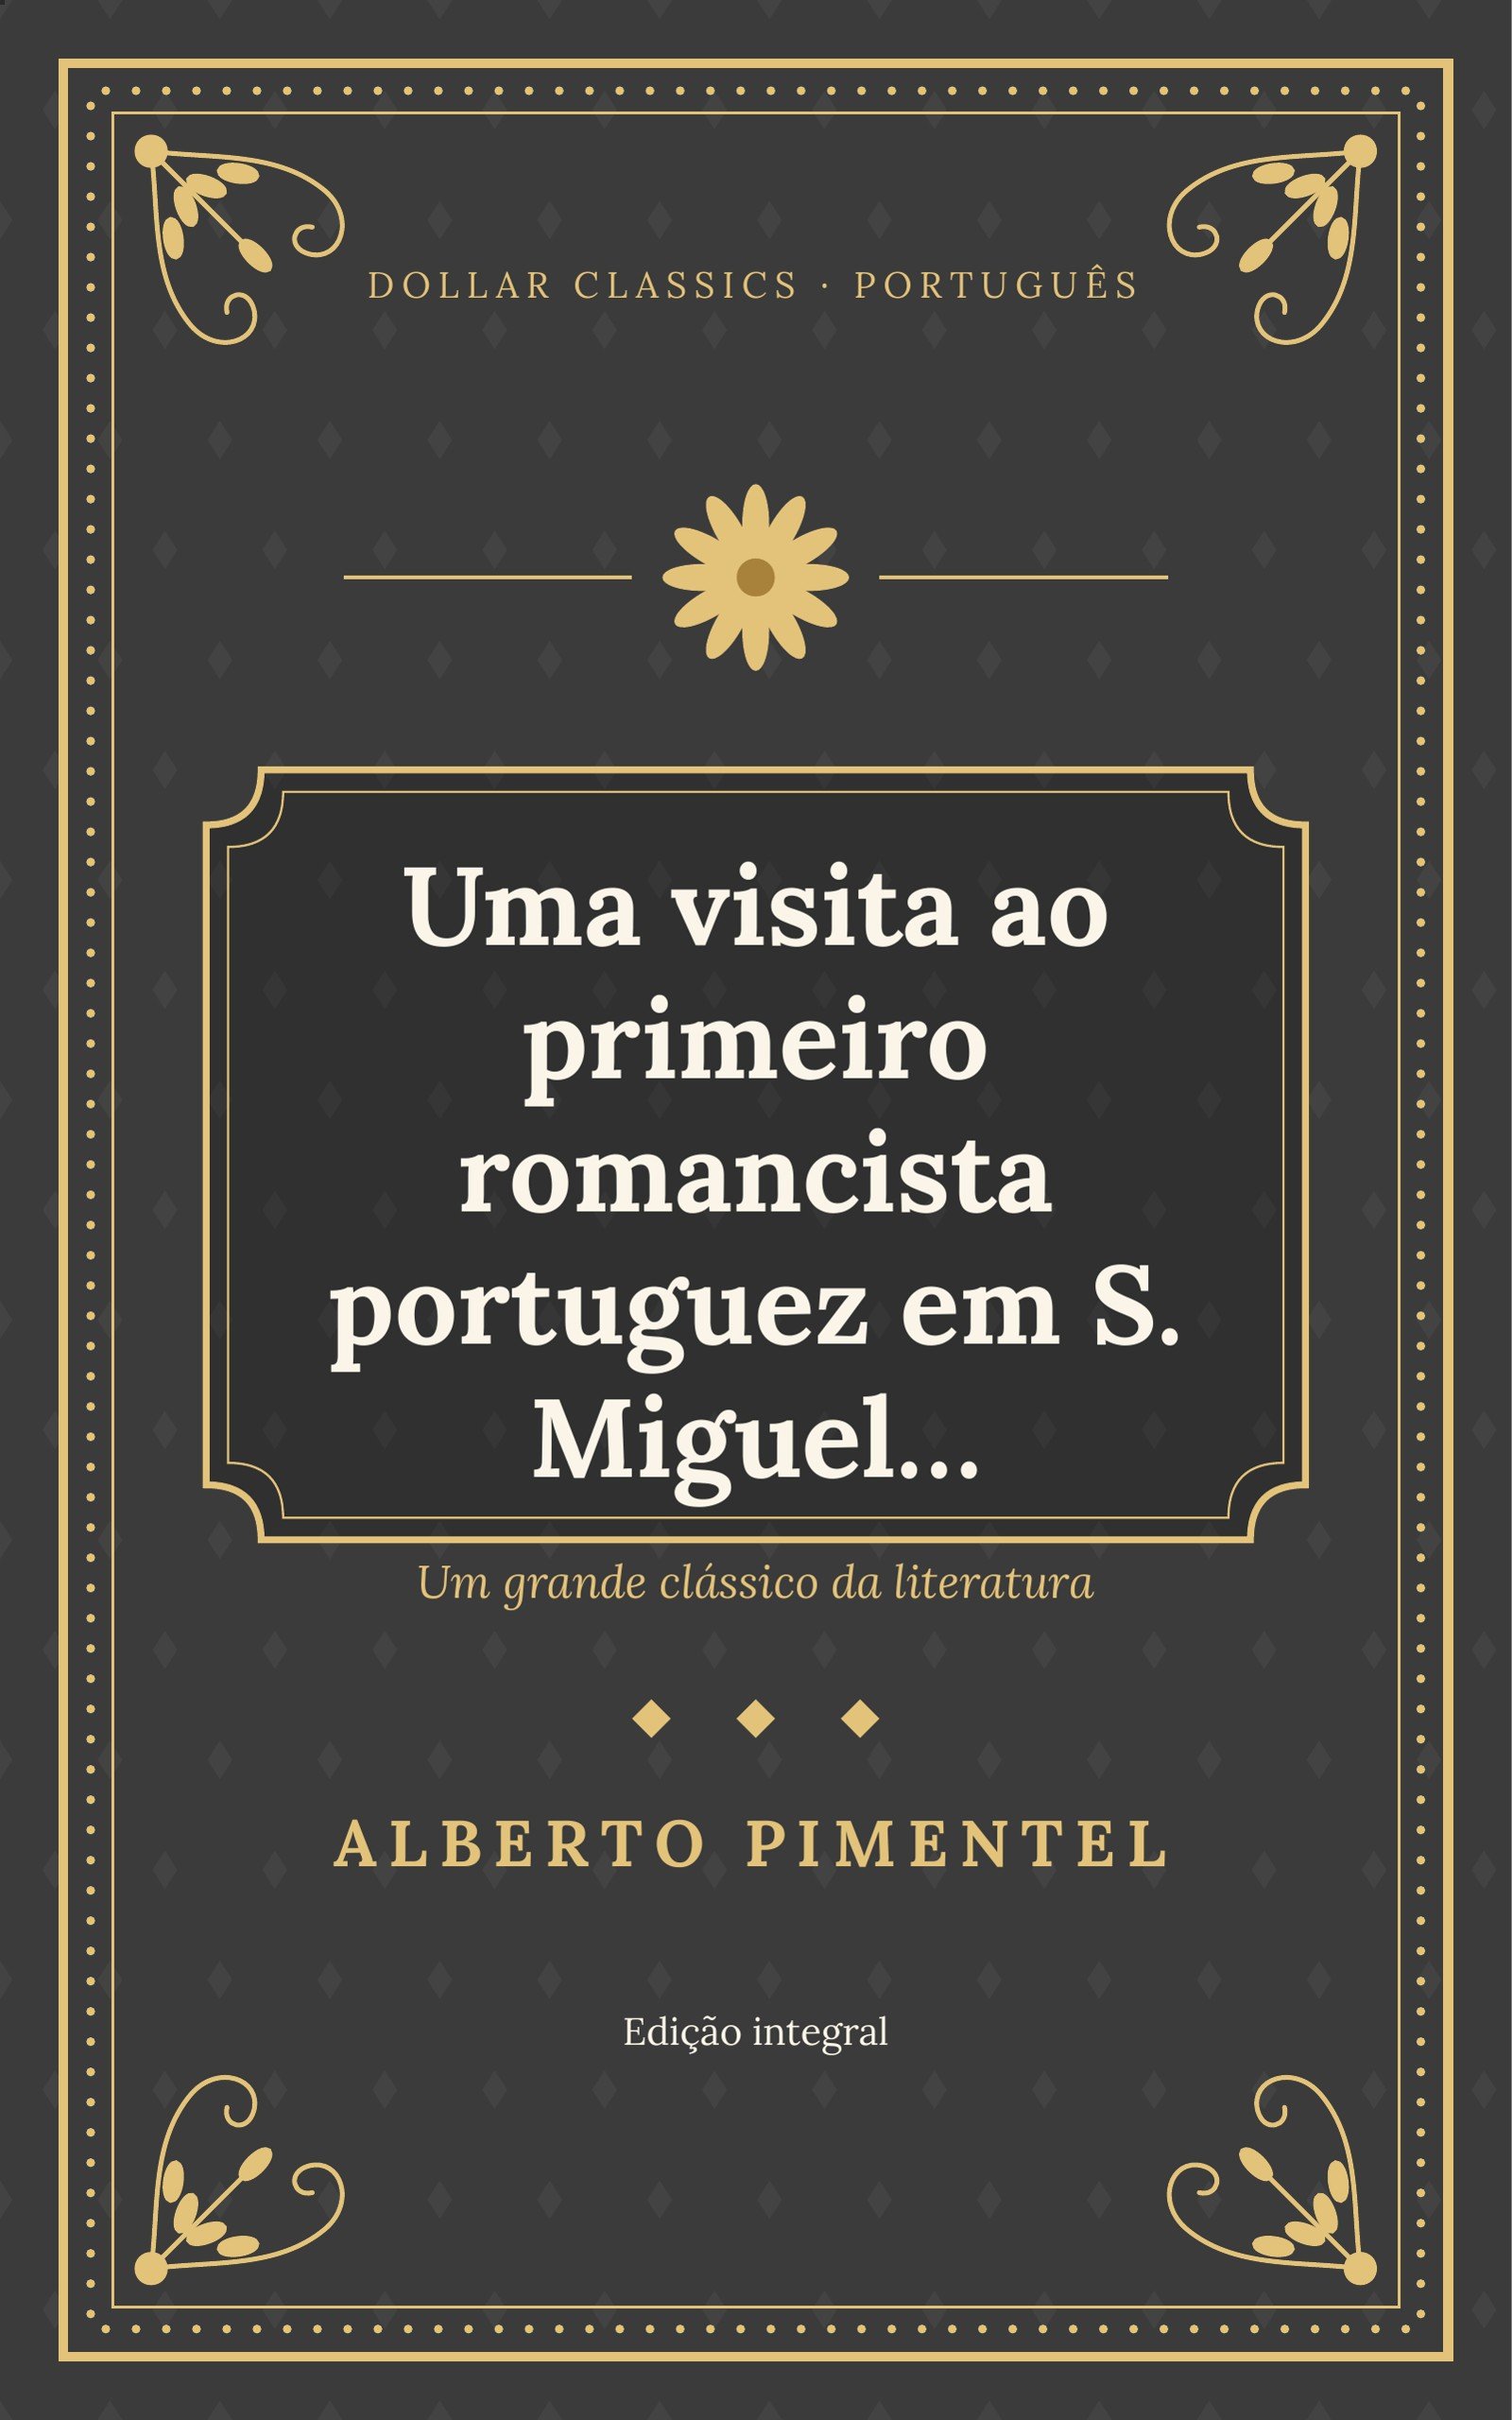 DOLLAR CLASSICS · PORTUGUÊS
Uma visita ao
primeiro
romancista
portuguez em S.
Miguel...
Um grande clássico da literatura
ALBERTO PIMENTEL
Edição integral